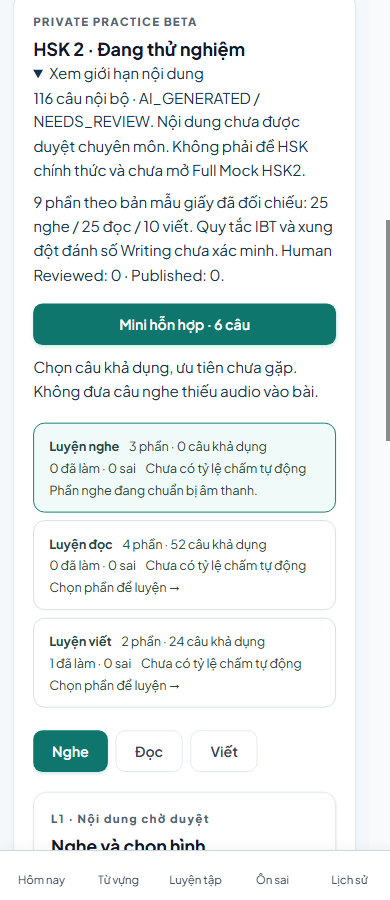 PRIVATE PRACTICE BETA
HSK 2 · Đang thử nghiệm
▼ Xem giới hạn nội dung
116 câu nội bộ · AI_GENERATED /
NEEDS_REVIEW. Nội dung chưa được
duyệt chuyên môn. Không phải đề HSK
chính thức và chưa mở Full Mock HSK2.
9 phần theo bản mẫu giấy đã đối chiếu: 25
nghe / 25 đọc / 10 viết. Quy tắc IBT và xung
đột đánh số Writing chưa xác minh. Human
Reviewed: 0 · Published: 0.
Mini hỗn hợp · 6 câu
Chọn câu khả dụng, ưu tiên chưa gặp.
Không đưa câu nghe thiếu audio vào bài.
Luyện nghe 3 phần · 0 câu khả dụng
0 đã làm · 0 sai Chưa có tỷ lệ chấm tự động
Phần nghe đang chuẩn bị âm thanh.
Luyện đọc 4 phần · 52 câu khả dụng
0 đã làm · 0 sai Chưa có tỷ lệ chấm tự động
Chọn phần để luyện →
Luyện viết 2 phần · 24 câu khả dụng
1 đã làm · 0 sai Chưa có tỷ lệ chấm tự động
Chọn phần để luyện →
Nghe Đọc Viết
L1 · Nội dung chờ duyệt
Nghe và chọn hình
Hôm nay Từ vựng Luyện tập Ôn sai Lịch sử